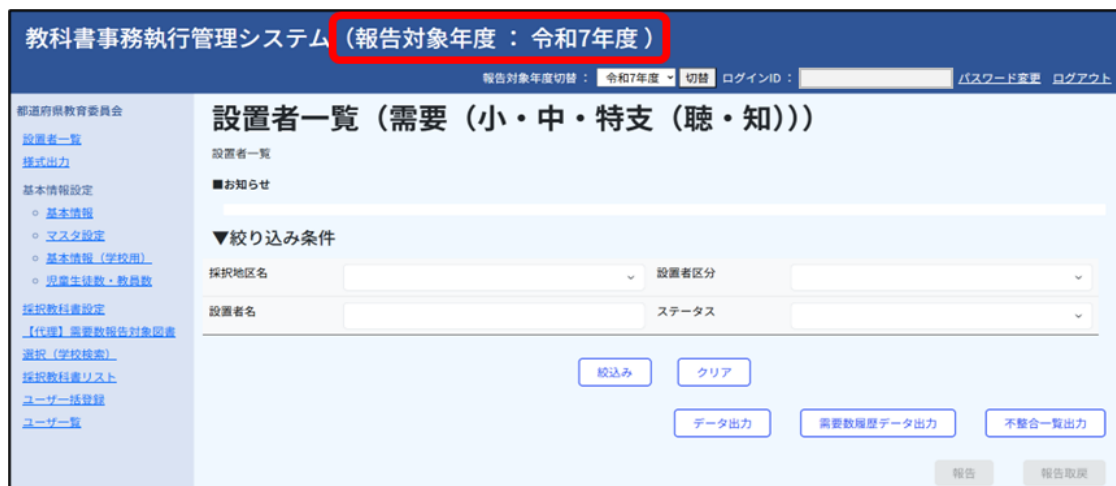 教科書事務執行管理システム（報告対象年度 ： 令和7年度 ）
報告対象年度切替 ： 令和7年度 切替 ログインID ： パスワード変更 ログアウト
都道府県教育委員会
設置者一覧
様式出力
基本情報設定
基本情報
マスタ設定
基本情報（学校用）
児童生徒数・教員数
採択教科書設定
【代理】需要数報告対象図書
選択（学校検索）
採択教科書リスト
ユーザー括登録
ユーザ一覧
設置者一覧（需要（小・中・特支（聴・知）））
設置者一覧
■お知らせ
▼絞り込み条件
採択地区名 設置者区分
設置者名 ステータス
絞込み クリア
データ出力 需要数履歴データ出力 不整合一覧出力
報告 報告取戻